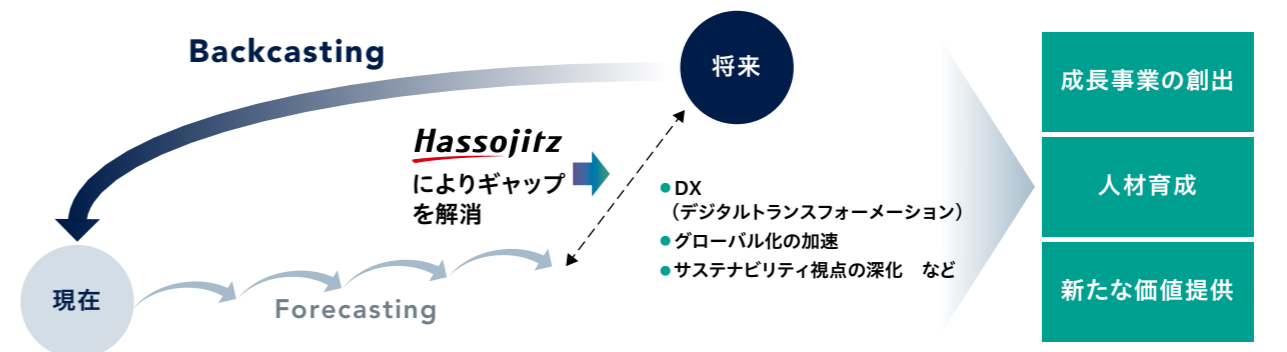 Backcasting
将来
Hassojitz
によりギャップ
を解消
現在
Forecasting
●DX
（デジタルトランスフォーメーション）
●グローバル化の加速
●サステナビリティ視点の深化　など
成長事業の創出
人材育成
新たな価値提供